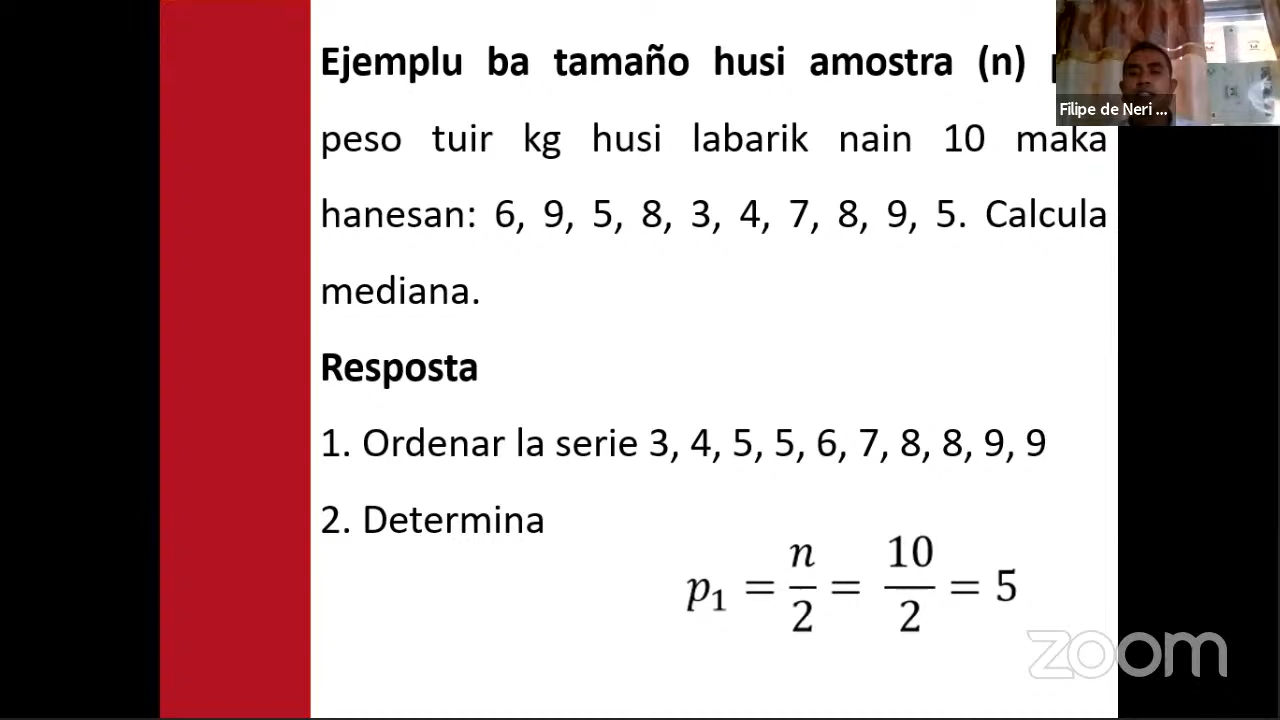 Ejemplu ba tamaño husi amostra (n)
Filipe de Neri ...
peso tuir kg husi labarik nain 10 maka
hanesan: 6, 9, 5, 8, 3, 4, 7, 8, 9, 5. Calcula
mediana.
Resposta
1. Ordenar la serie 3, 4, 5, 5, 6, 7, 8, 8, 9, 9
2. Determina
p₁ = n/2 = 10/2 = 5
zoom